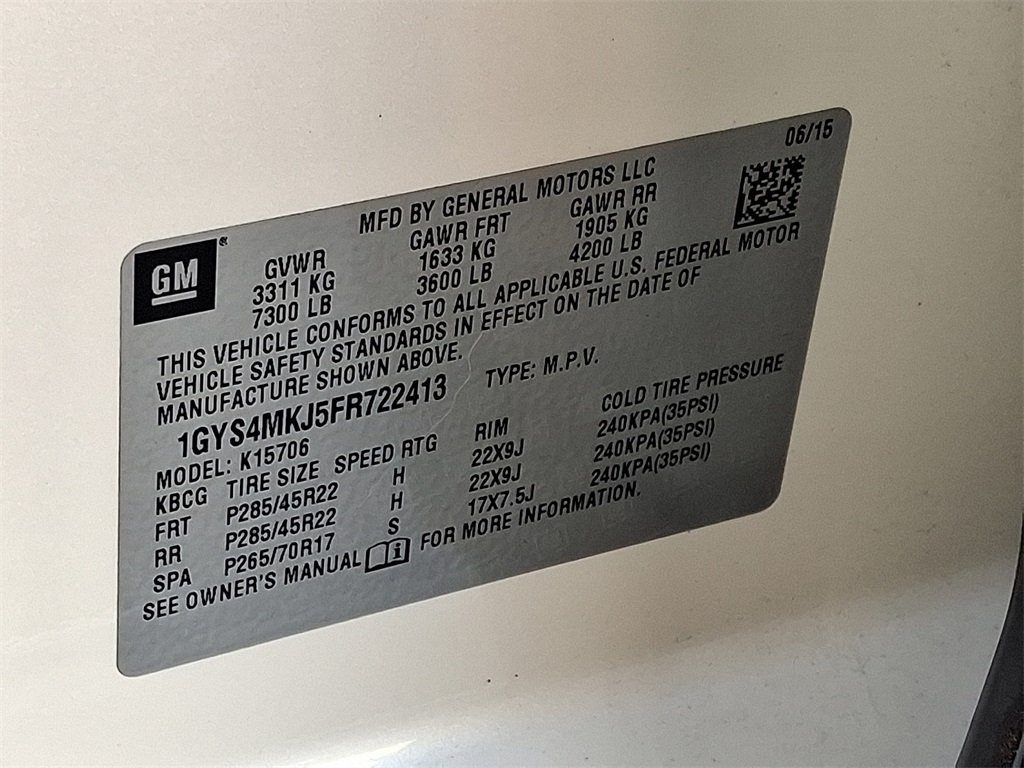 06/15
MFD BY GENERAL MOTORS LLC
GM®
GVWR GAWR FRT GAWR RR
3311 KG 1633 KG 1905 KG
7300 LB 3600 LB 4200 LB
THIS VEHICLE CONFORMS TO ALL APPLICABLE U.S. FEDERAL MOTOR
VEHICLE SAFETY STANDARDS IN EFFECT ON THE DATE OF
MANUFACTURE SHOWN ABOVE.
1GYS4MKJ5FR722413 TYPE: M.P.V.
MODEL: K15706
KBCG TIRE SIZE SPEED RTG RIM COLD TIRE PRESSURE
FRT P285/45R22 H 22X9J 240KPA(35PSI)
RR P285/45R22 H 22X9J 240KPA(35PSI)
SPA P265/70R17 S 17X7.5J 240KPA(35PSI)
SEE OWNER'S MANUAL i FOR MORE INFORMATION.